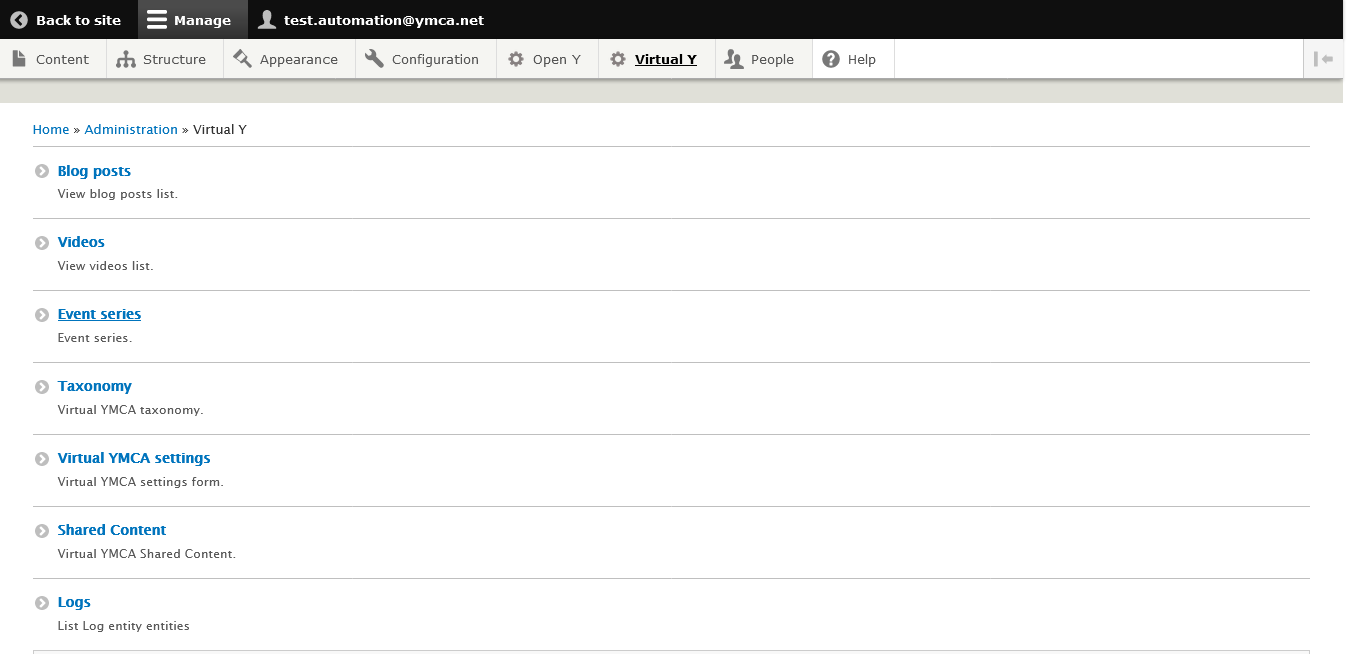 Back to site Manage test.automation@ymca.net
Content Structure Appearance Configuration Open Y Virtual Y People Help
Home » Administration » Virtual Y
Blog posts
View blog posts list.
Videos
View videos list.
Event series
Event series.
Taxonomy
Virtual YMCA taxonomy.
Virtual YMCA settings
Virtual YMCA settings form.
Shared Content
Virtual YMCA Shared Content.
Logs
List Log entity entities